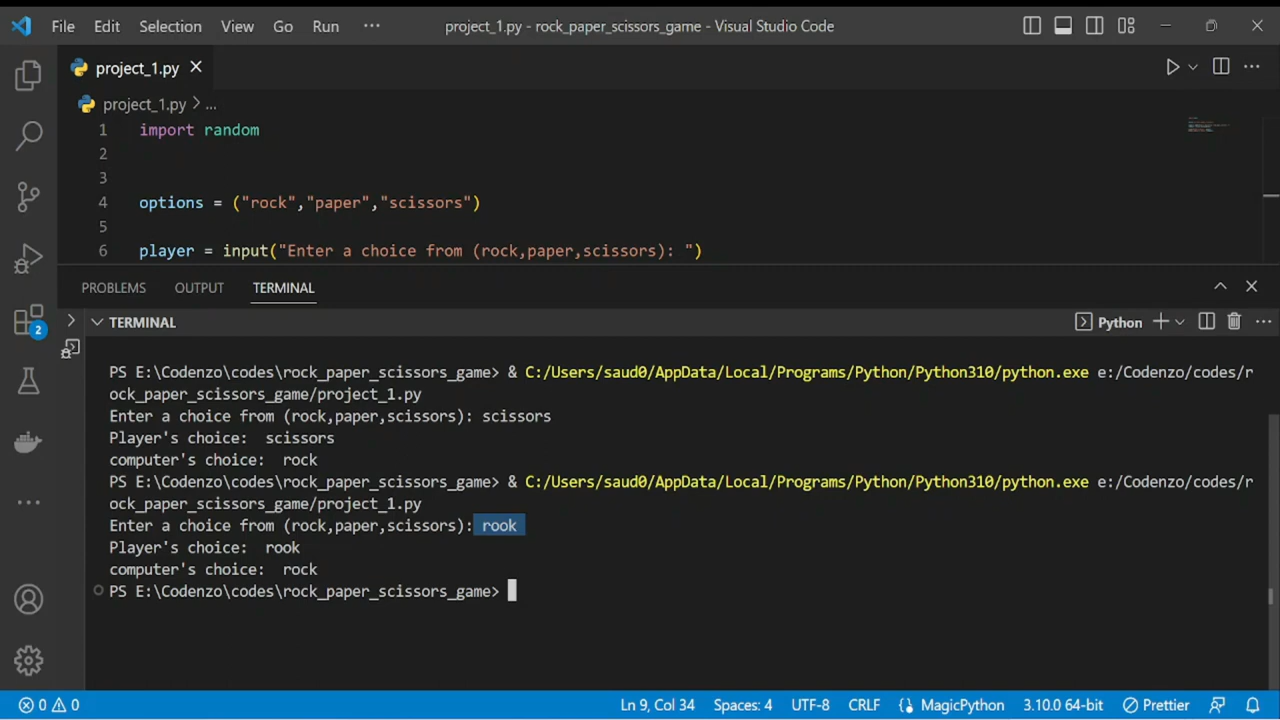 File Edit Selection View Go Run ··· project_1.py - rock_paper_scissors_game - Visual Studio Code
project_1.py
project_1.py > ...
1 import random
2
3
4 options = ("rock","paper","scissors")
5
6 player = input("Enter a choice from (rock,paper,scissors): ")
PROBLEMS OUTPUT TERMINAL
TERMINAL Python
2
PS E:\Codenzo\codes\rock_paper_scissors_game> & C:/Users/saud0/AppData/Local/Programs/Python/Python310/python.exe e:/Codenzo/codes/r
ock_paper_scissors_game/project_1.py
Enter a choice from (rock,paper,scissors): scissors
Player's choice:  scissors
computer's choice:  rock
PS E:\Codenzo\codes\rock_paper_scissors_game> & C:/Users/saud0/AppData/Local/Programs/Python/Python310/python.exe e:/Codenzo/codes/r
ock_paper_scissors_game/project_1.py
Enter a choice from (rock,paper,scissors): rook
Player's choice:  rook
computer's choice:  rock
PS E:\Codenzo\codes\rock_paper_scissors_game>
0 0 Ln 9, Col 34 Spaces: 4 UTF-8 CRLF MagicPython 3.10.0 64-bit Prettier